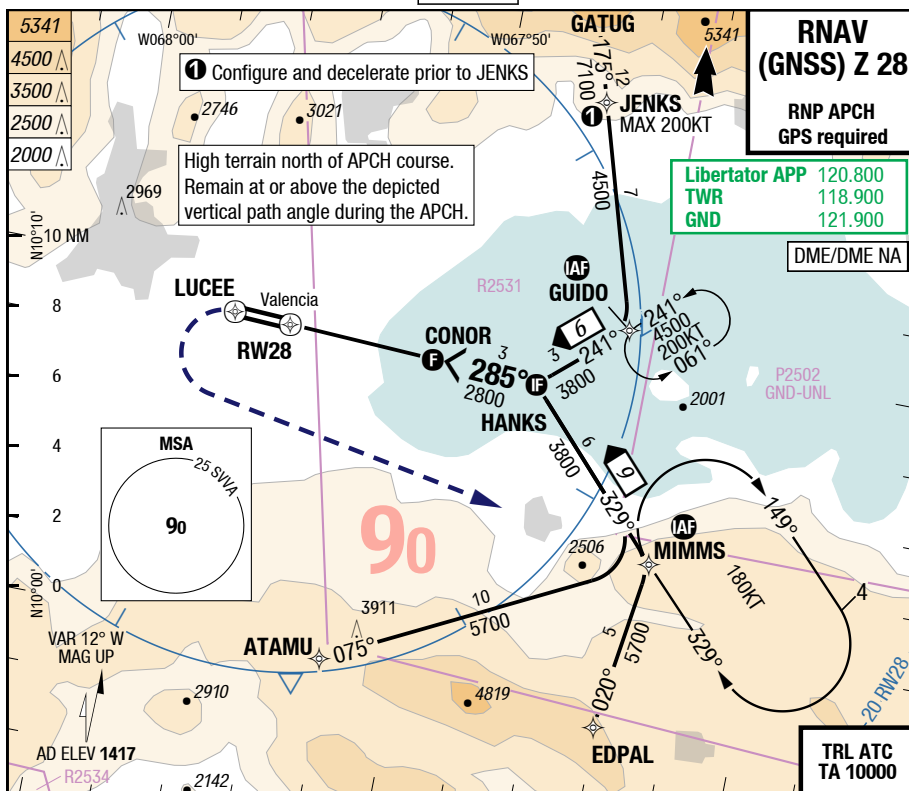 5341
4500
3500
2500
2000
W068°00'
W067°50'
GATUG
5341
RNAV
(GNSS) Z 28
RNP APCH
GPS required
1 Configure and decelerate prior to JENKS
175°
12
7100
1
JENKS
MAX 200KT
2746
3021
2969
High terrain north of APCH course.
Remain at or above the depicted
vertical path angle during the APCH.
7
4500
Libertator APP 120.800
TWR 118.900
GND 121.900
DME/DME NA
N10°10'
10 NM
8
6
4
2
0
N10°00'
R2531
IAF
GUIDO
LUCEE
Valencia
RW28
CONOR
F
3
285°
2800
IF
HANKS
6
3
241°
3800
241°
4500
200KT
061°
P2502
GND-UNL
2001
6
3800
329°
9
MSA
25 SVVA
90
90
2506
IAF
MIMMS
149°
180KT
4
329°
3911
10
5700
ATAMU
075°
5
5700
020°
EDPAL
VAR 12° W
MAG UP
2910
4819
20 RW28
AD ELEV 1417
R2534
2142
TRL ATC
TA 10000